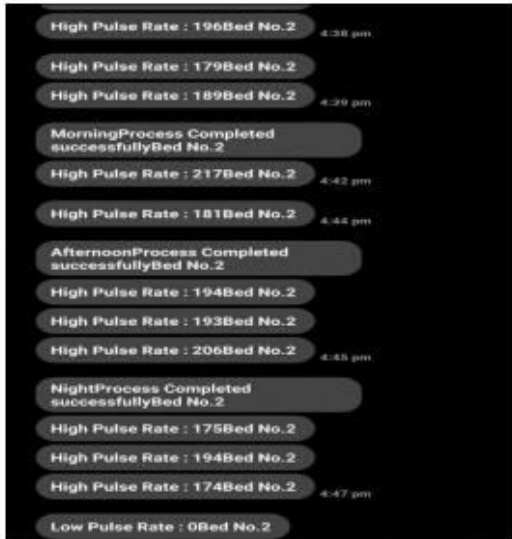 High Pulse Rate : 196Bed No.2
4:38 pm
High Pulse Rate : 179Bed No.2
High Pulse Rate : 189Bed No.2
4:39 pm
MorningProcess Completed
successfullyBed No.2
High Pulse Rate : 217Bed No.2
4:42 pm
High Pulse Rate : 181Bed No.2
4:44 pm
AfternoonProcess Completed
successfullyBed No.2
High Pulse Rate : 194Bed No.2
High Pulse Rate : 193Bed No.2
High Pulse Rate : 206Bed No.2
4:45 pm
NightProcess Completed
successfullyBed No.2
High Pulse Rate : 175Bed No.2
High Pulse Rate : 194Bed No.2
High Pulse Rate : 174Bed No.2
4:47 pm
Low Pulse Rate : 0Bed No.2